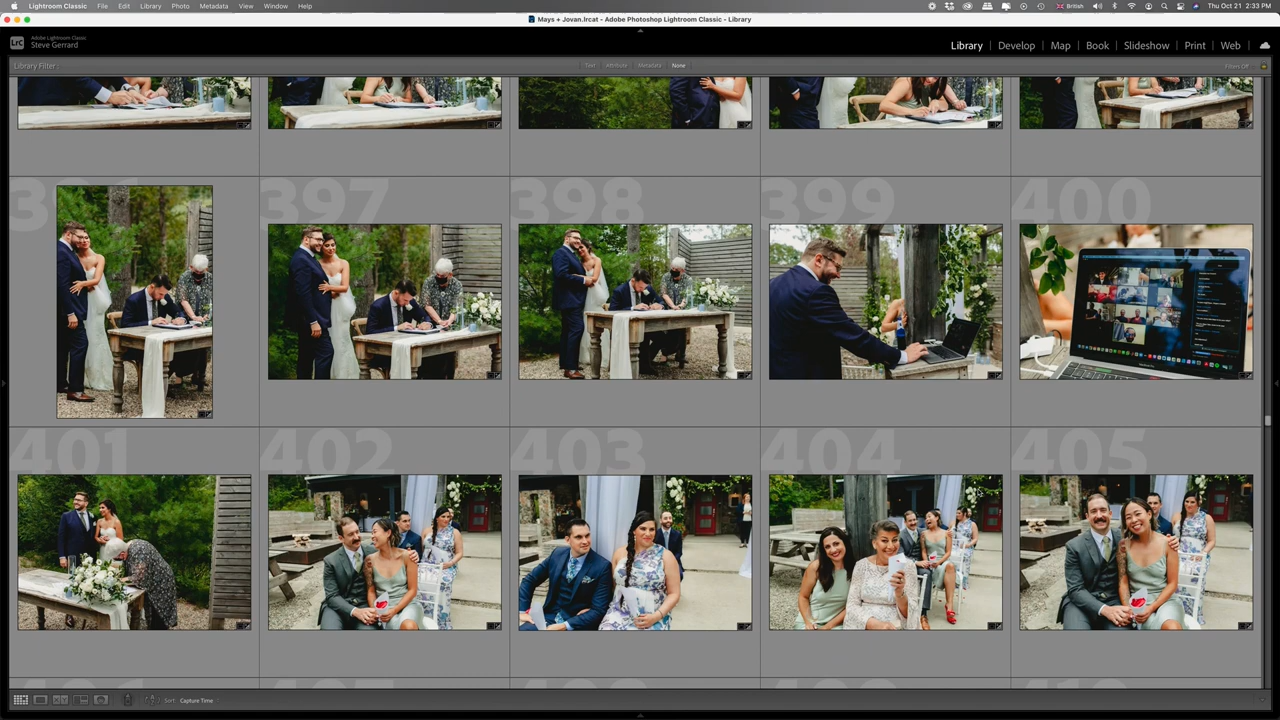 Lightroom Classic File Edit Library Photo Metadata View Window Help British Thu Oct 21 2:33 PM
Mays + Jovan.lrcat - Adobe Photoshop Lightroom Classic - Library
Lrc Adobe Lightroom Classic
Steve Gerrard
Library | Develop | Map | Book | Slideshow | Print | Web
Library Filter : Text Attribute Metadata None Filters Off
397 398 399 400
401 402 403 404 405
Sort Capture Time